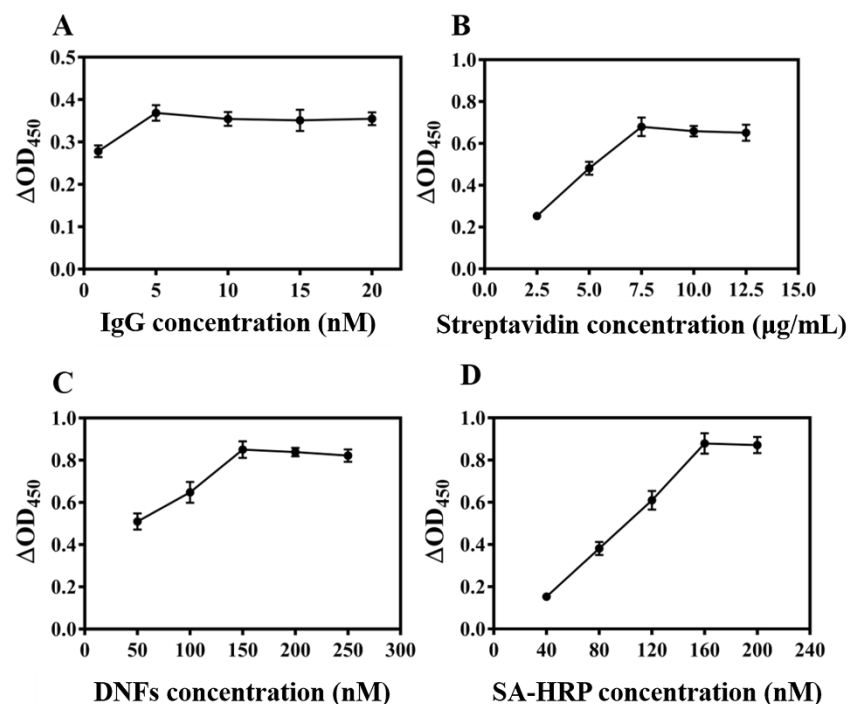 A
ΔOD450
0.5
0.4
0.3
0.2
0.1
0.0
0 5 10 15 20
IgG concentration (nM)
B
ΔOD450
1.0
0.8
0.6
0.4
0.2
0.0
0.0 2.5 5.0 7.5 10.0 12.5 15.0
Streptavidin concentration (μg/mL)
C
ΔOD450
1.0
0.8
0.6
0.4
0.2
0.0
0 50 100 150 200 250 300
DNFs concentration (nM)
D
ΔOD450
1.0
0.8
0.6
0.4
0.2
0.0
0 40 80 120 160 200 240
SA-HRP concentration (nM)